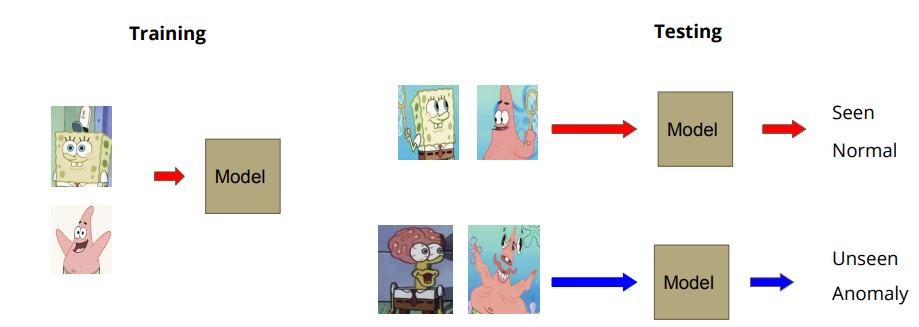 Training
Testing
Model
Model
Seen
Normal
Model
Unseen
Anomaly